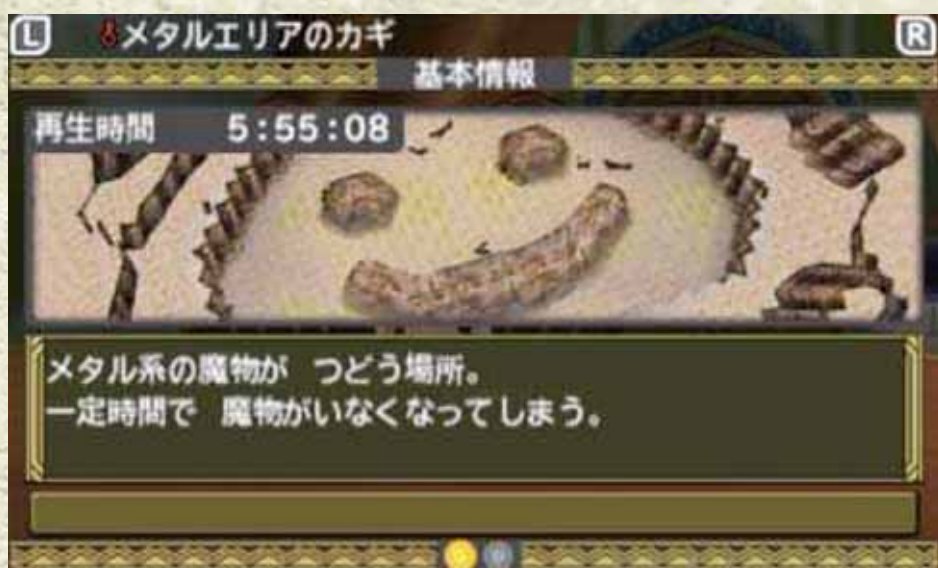 L メタルエリアのカギ R
基本情報
再生時間 5:55:08
メタル系の魔物が つどう場所。
一定時間で 魔物がいなくなってしまう。